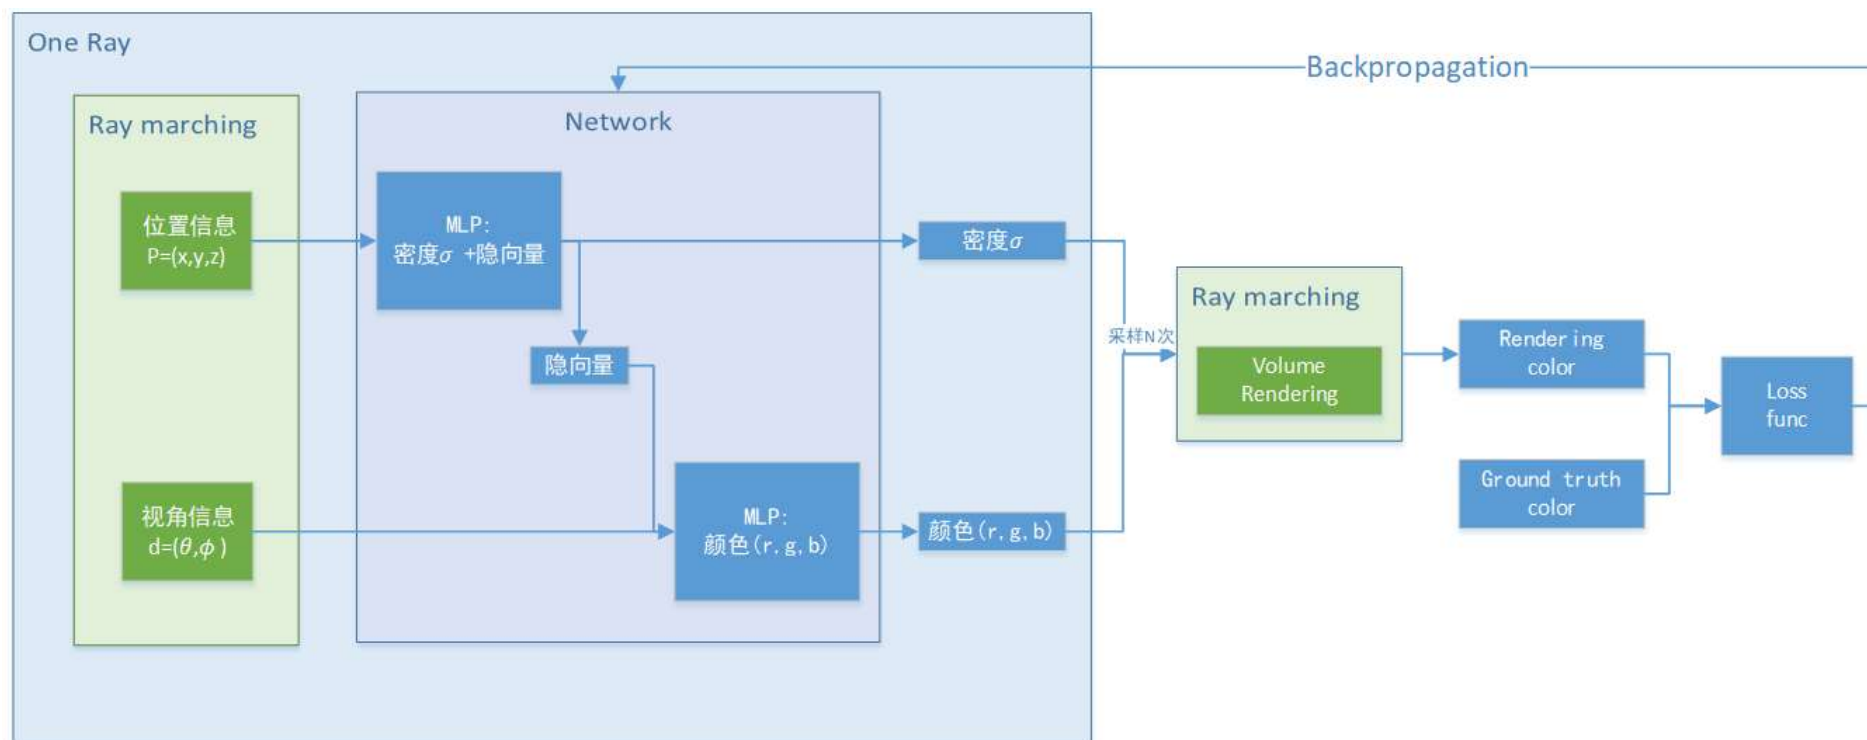 One Ray
Backpropagation
Ray marching
Network
位置信息
P=(x,y,z)
MLP:
密度σ +隐向量
密度σ
隐向量
采样N次
Ray marching
Volume
Rendering
Rendering
color
Loss
func
Ground truth
color
视角信息
d=(θ,ϕ)
MLP:
颜色(r,g,b)
颜色(r,g,b)